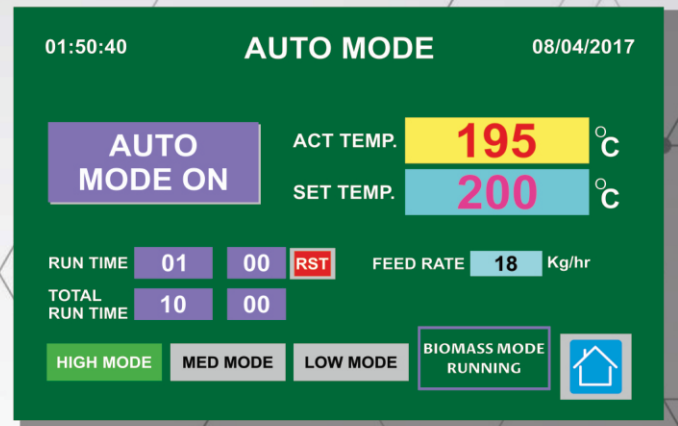 01:50:40 AUTO MODE 08/04/2017
AUTO
MODE ON
ACT TEMP. 195 °C
SET TEMP. 200 °C
RUN TIME 01 00 RST FEED RATE 18 Kg/hr
TOTAL
RUN TIME 10 00
HIGH MODE MED MODE LOW MODE
BIOMASS MODE
RUNNING